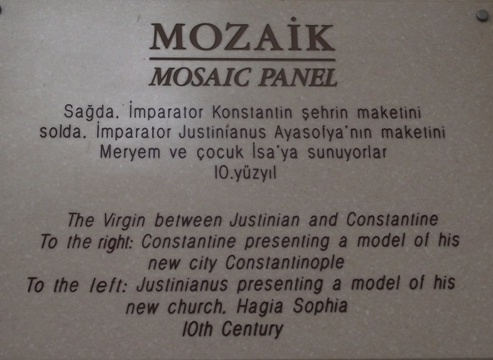 MOZAİK
MOSAIC PANEL
Sağda, İmparator Konstantin şehrin maketini
solda, İmparator Justinianus Ayasofya'nın maketini
Meryem ve çocuk İsa'ya sunuyorlar
10.yüzyıl
The Virgin between Justinian and Constantine
To the right: Constantine presenting a model of his
new city Constantinople
To the left: Justinianus presenting a model of his
new church, Hagia Sophia
10th Century